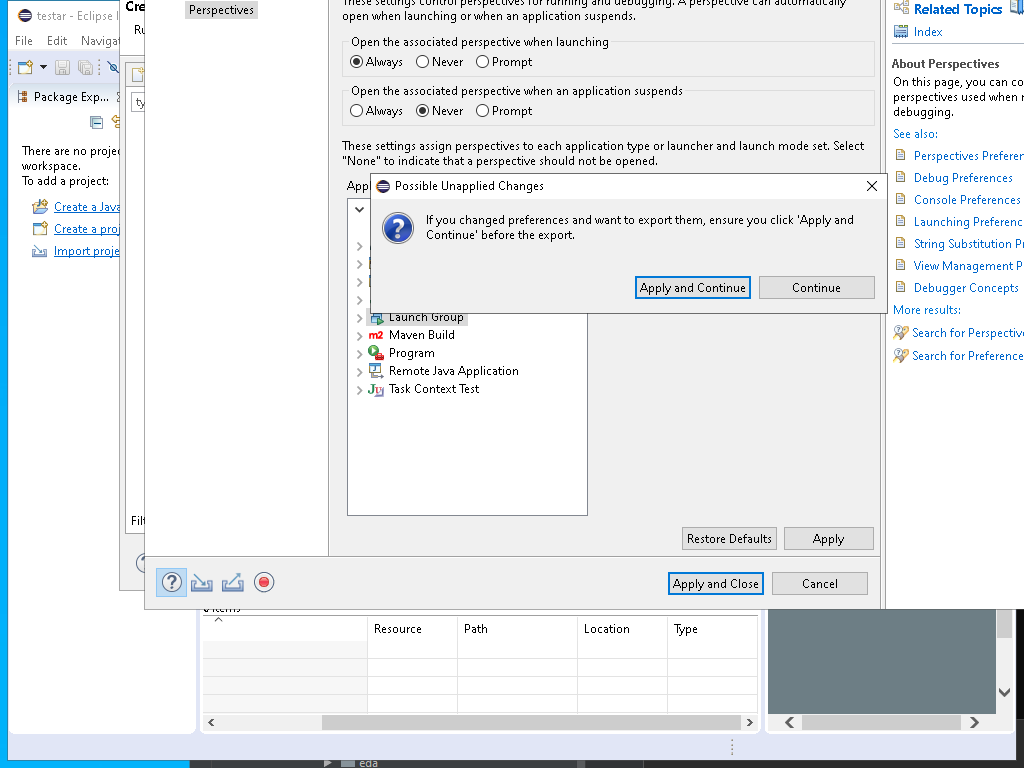 testar - Eclipse I
File Edit Navigat
Package Exp...
There are no proje
workspace.
To add a project:
Create a Java
Create a proj
Import proje
Cre
Ru
ty
Filt
Perspectives
These settings control perspectives for running and debugging. A perspective can automatically
open when launching or when an application suspends.
Open the associated perspective when launching
Always Never Prompt
Open the associated perspective when an application suspends
Always Never Prompt
These settings assign perspectives to each application type or launcher and launch mode set. Select
"None" to indicate that a perspective should not be opened.
Appl
Possible Unapplied Changes
If you changed preferences and want to export them, ensure you click 'Apply and
Continue' before the export.
Apply and Continue Continue
Launch Group
m2 Maven Build
Program
Remote Java Application
Task Context Test
Restore Defaults Apply
Apply and Close Cancel
Related Topics
Index
About Perspectives
On this page, you can co
perspectives used when r
debugging.
See also:
Perspectives Preferen
Debug Preferences
Console Preferences
Launching Preferenc
String Substitution Pr
View Management P
Debugger Concepts
More results:
Search for Perspective
Search for Preference
0 items
Resource Path Location Type
eda